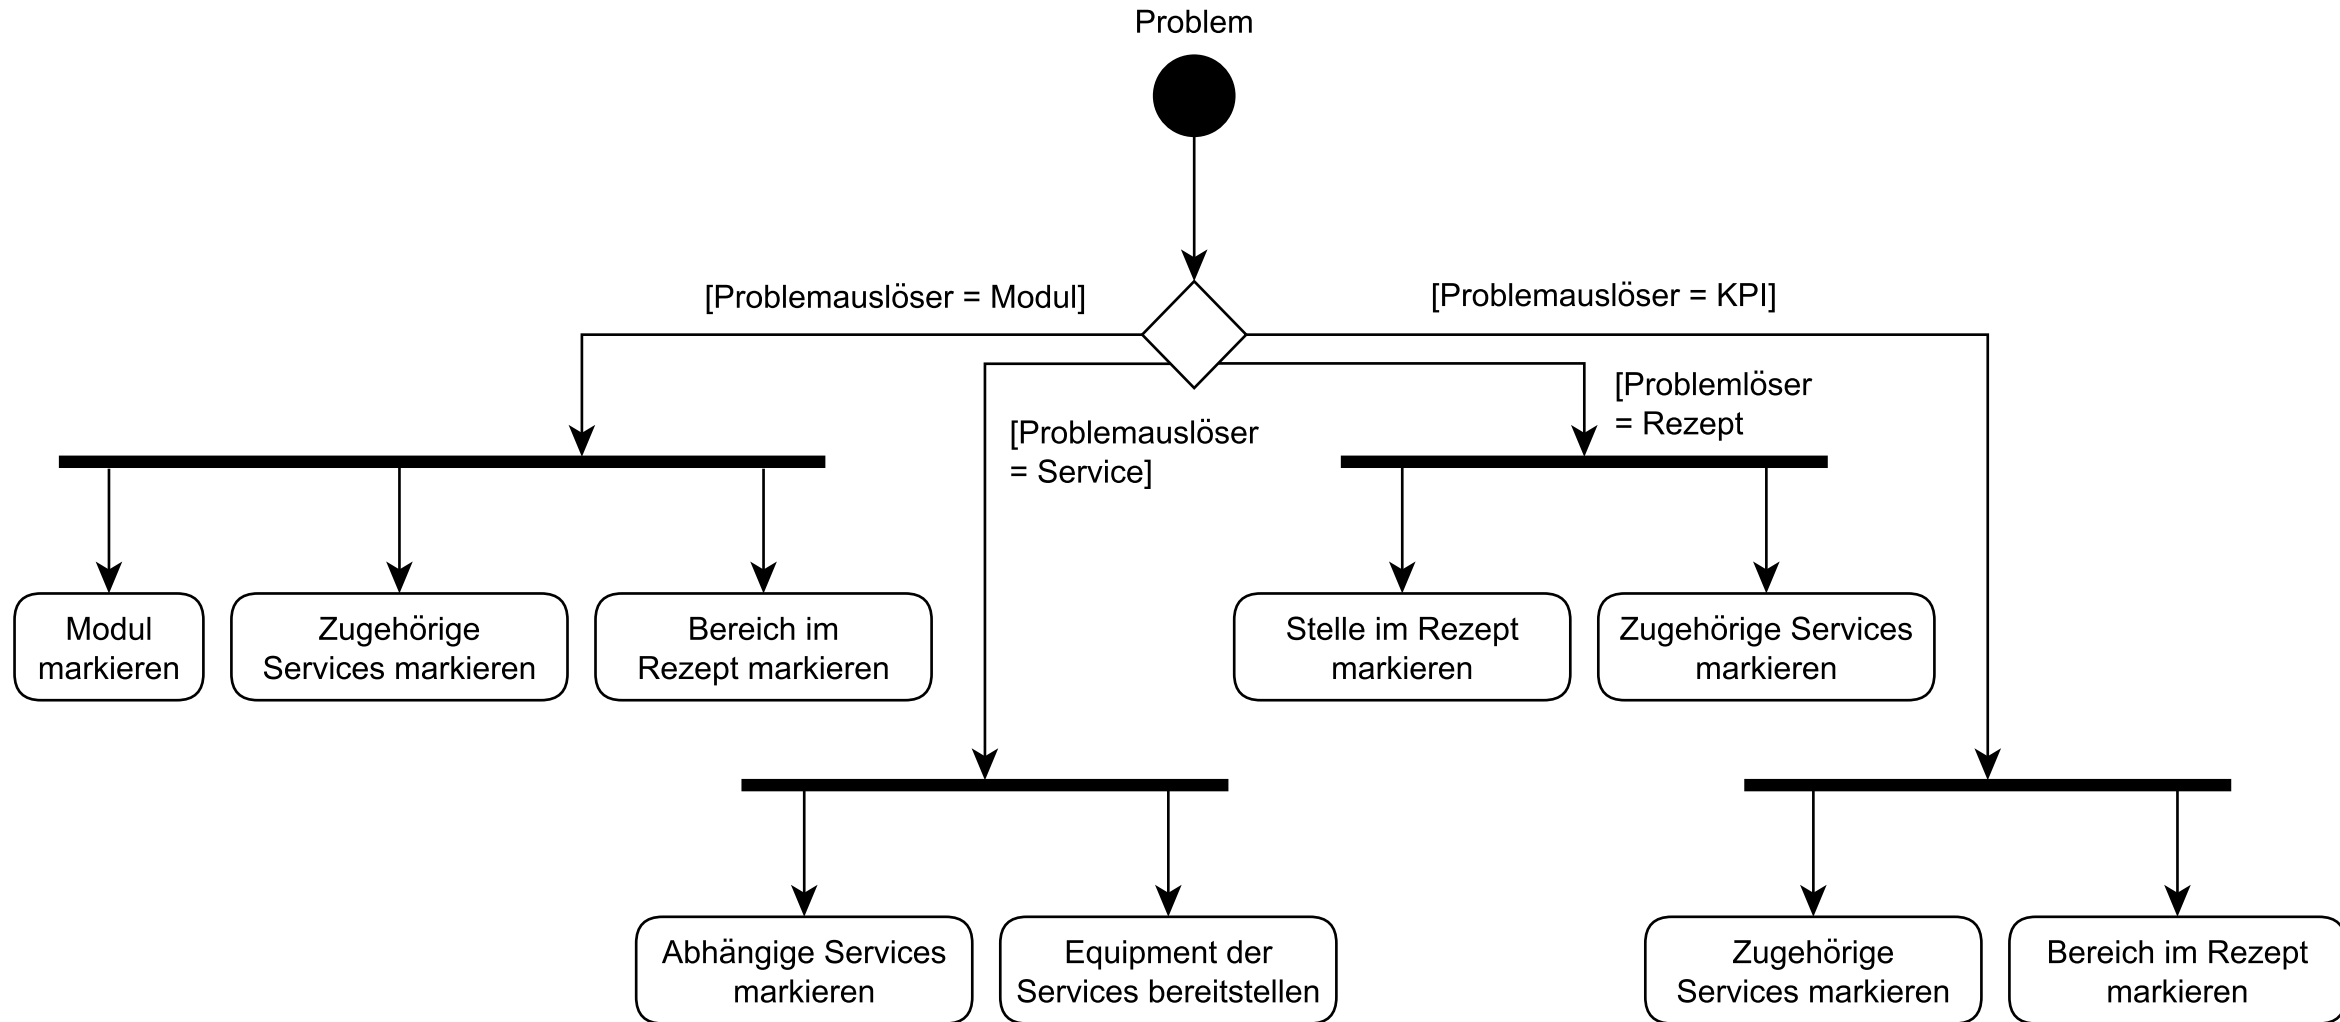 Problem
[Problemauslöser = Modul]
[Problemauslöser = KPI]
[Problemlöser
= Rezept
[Problemauslöser
= Service]
Modul
markieren
Zugehörige
Services markieren
Bereich im
Rezept markieren
Stelle im Rezept
markieren
Zugehörige Services
markieren
Abhängige Services
markieren
Equipment der
Services bereitstellen
Zugehörige
Services markieren
Bereich im Rezept
markieren